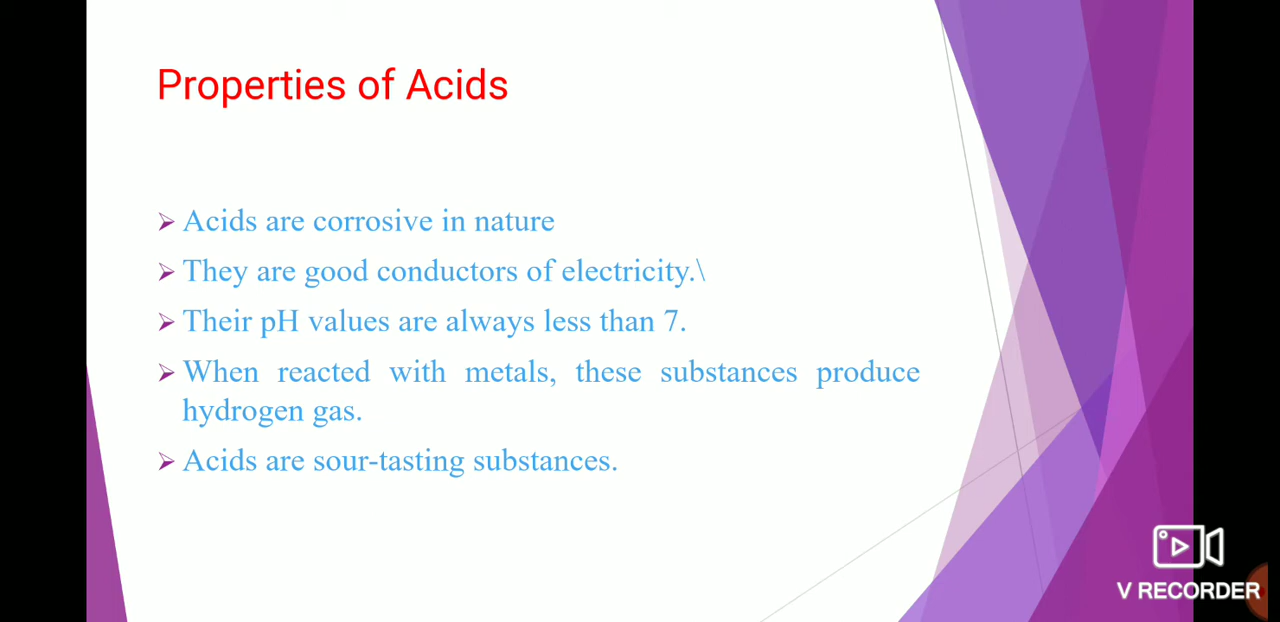 Properties of Acids
Acids are corrosive in nature
They are good conductors of electricity.\
Their pH values are always less than 7.
When reacted with metals, these substances produce
hydrogen gas.
Acids are sour-tasting substances.
V RECORDER